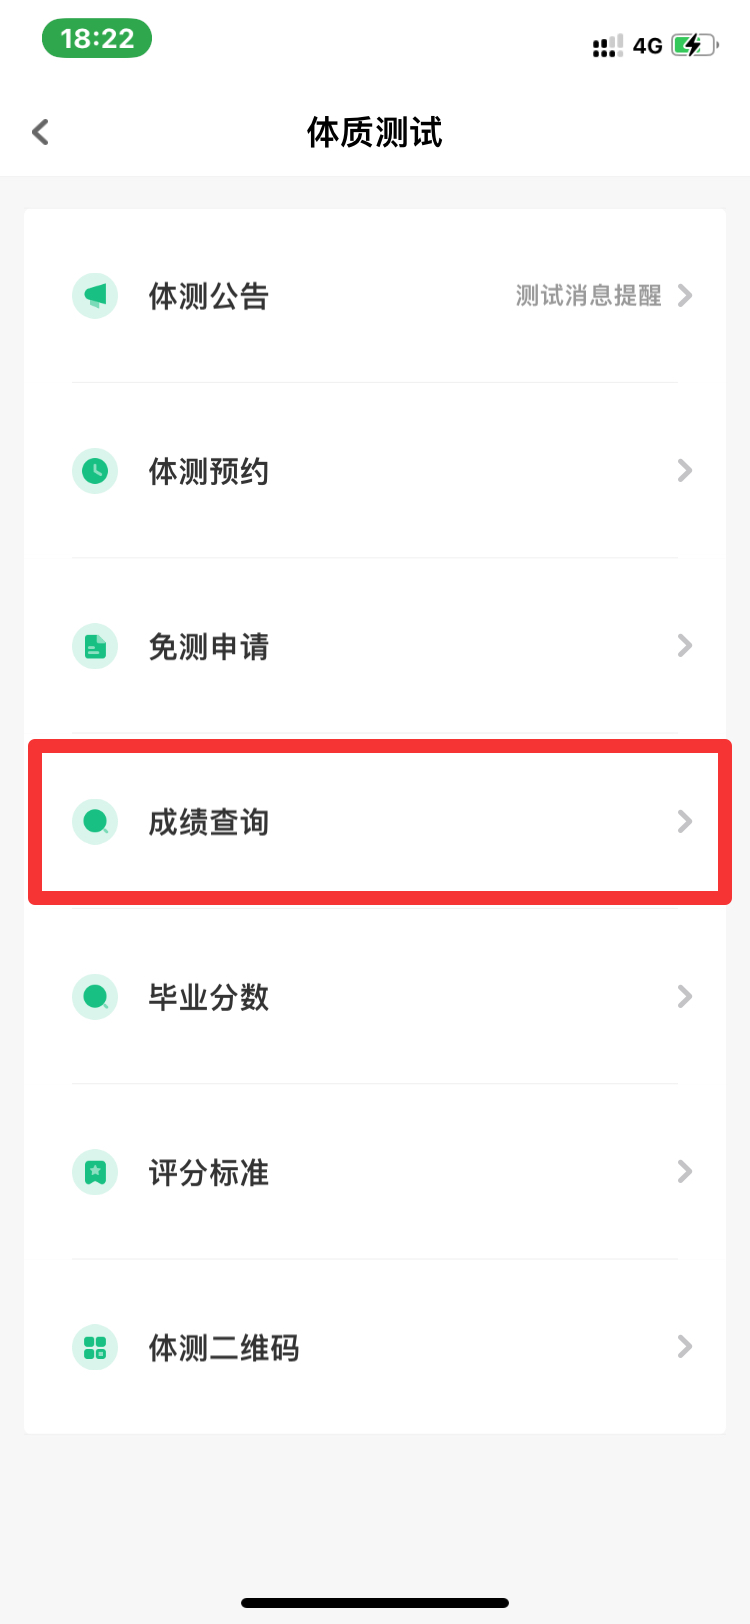 18:22
4G
体质测试
体测公告
测试消息提醒
体测预约
免测申请
成绩查询
毕业分数
评分标准
体测二维码